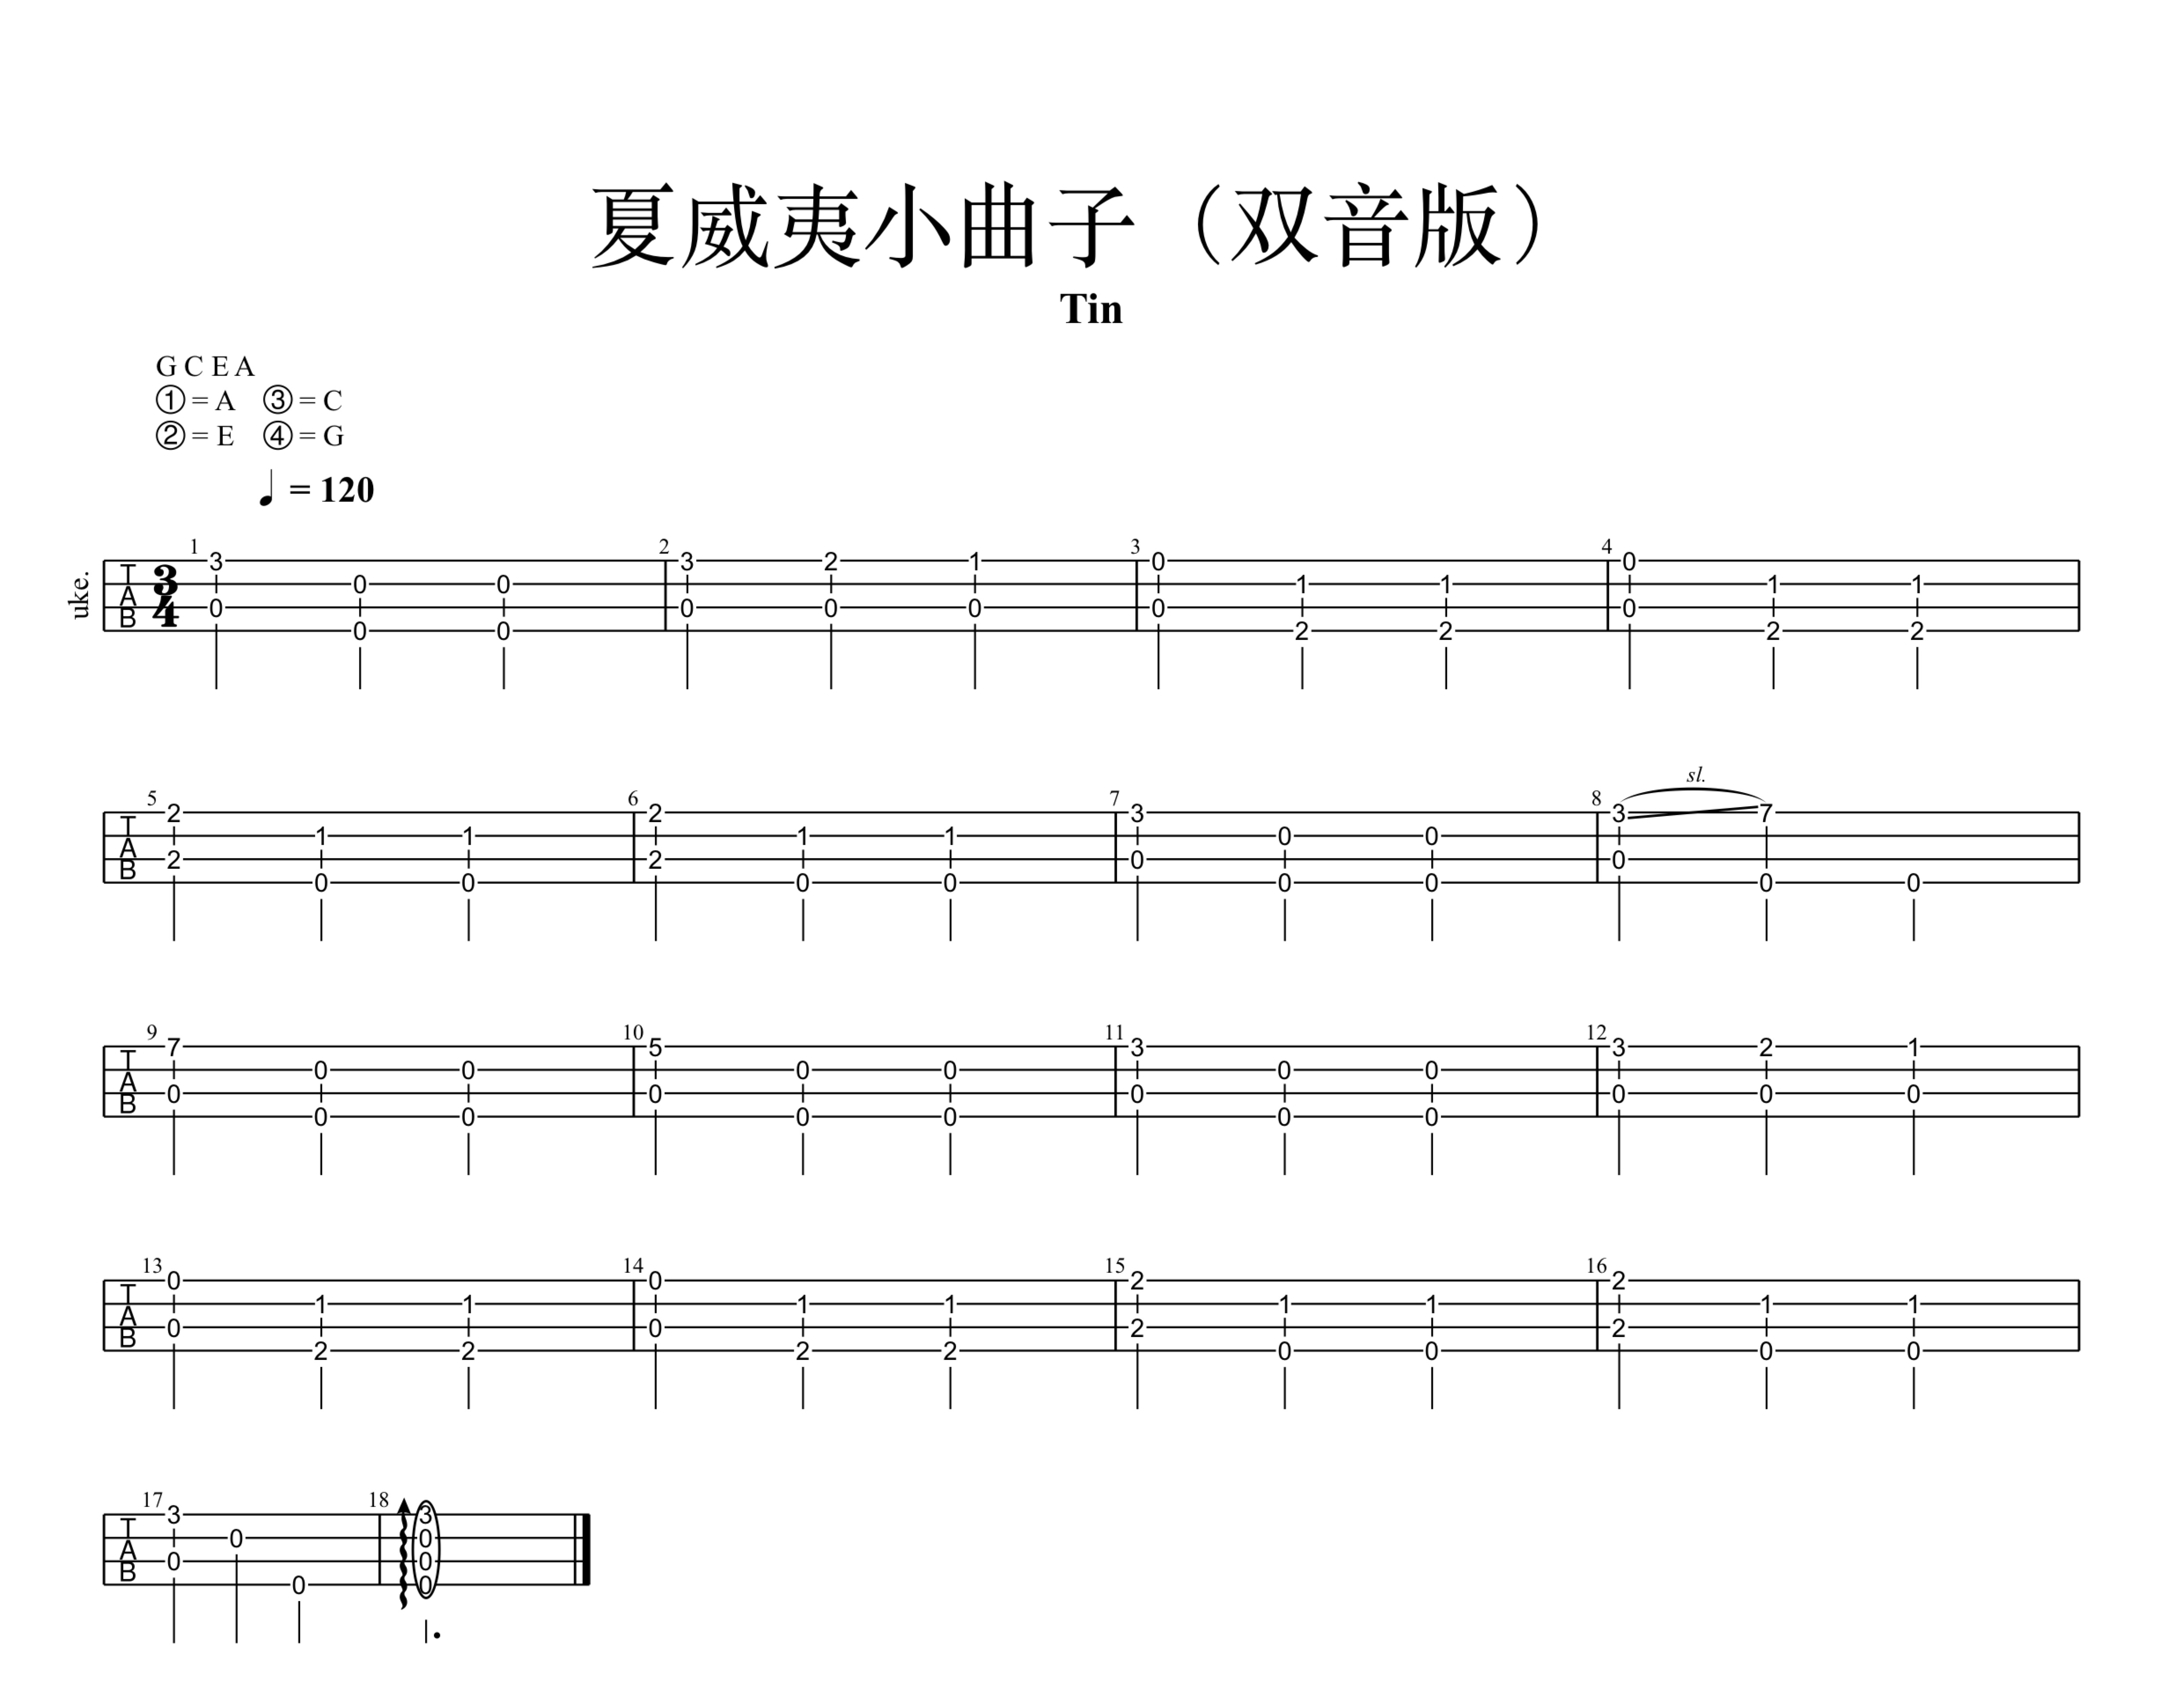 夏威夷小曲子（双音版）
Tin
G C E A
①= A ③= C
②= E ④= G
♩ = 120
uke.
TAB
3/4
1 2 3 4
3 0 0 3 2 1 0 1 1 0 1 1
0 0 0 0 0 0 0 2 2 0 2 2
sl.
5 6 7 8
2 1 1 2 1 1 3 0 0 3 7
2 0 0 2 0 0 0 0 0 0 0 0
TAB
9 10 11 12
7 0 0 5 0 0 3 0 0 3 2 1
0 0 0 0 0 0 0 0 0 0 0 0
TAB
13 14 15 16
0 1 1 0 1 1 2 1 1 2 1 1
0 2 2 0 2 2 2 0 0 2 0 0
TAB
17 18
3 0 0 3
0 0 0 0
TAB